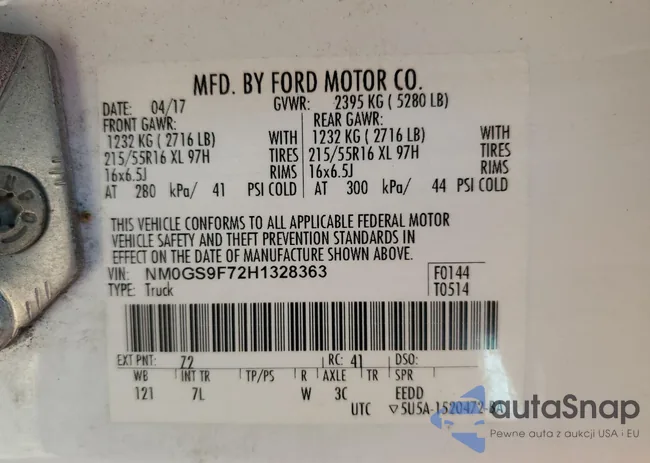 MFD. BY FORD MOTOR CO.
DATE: 04/17 GVWR: 2395 KG ( 5280 LB)
FRONT GAWR: REAR GAWR:
1232 KG ( 2716 LB) WITH 1232 KG ( 2716 LB) WITH
215/55R16 XL 97H TIRES 215/55R16 XL 97H TIRES
16x6.5J RIMS 16x6.5J RIMS
AT 280 kPa/ 41 PSI COLD AT 300 kPa/ 44 PSI COLD
THIS VEHICLE CONFORMS TO ALL APPLICABLE FEDERAL MOTOR
VEHICLE SAFETY AND THEFT PREVENTION STANDARDS IN
EFFECT ON THE DATE OF MANUFACTURE SHOWN ABOVE.
VIN: NM0GS9F72H1328363 F0144
TYPE: Truck T0514
EXT PNT: 72 RC: 41 DSO:
WB INT TR TP/PS R AXLE TR SPR
121 7L W 3C EEDD
UTC ▽5U5A-1520472-BA
autaSnap
Pewne auta z aukcji USA i EU